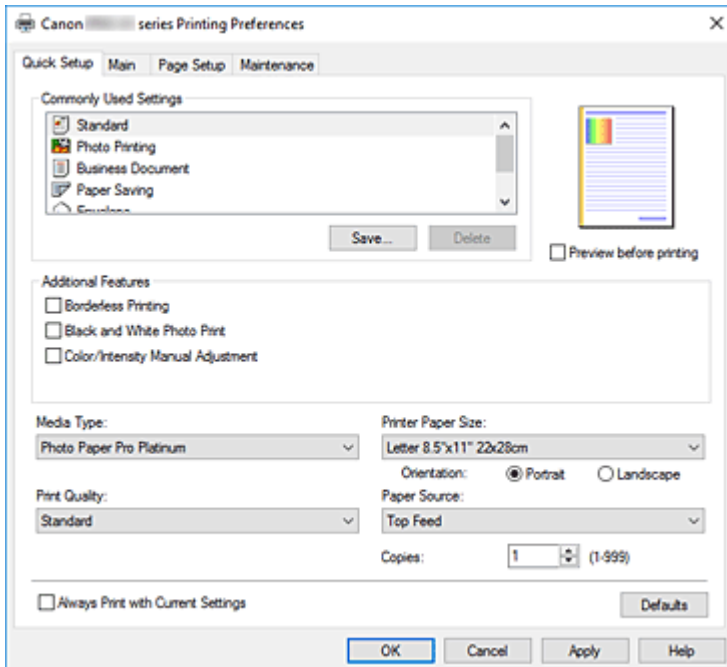 Canon series Printing Preferences
Quick Setup Main Page Setup Maintenance
Commonly Used Settings
Standard
Photo Printing
Business Document
Paper Saving
Envelope
Save... Delete
Preview before printing
Additional Features
Borderless Printing
Black and White Photo Print
Color/Intensity Manual Adjustment
Media Type:
Photo Paper Pro Platinum
Printer Paper Size:
Letter 8.5"x11" 22x28cm
Orientation: Portrait Landscape
Print Quality:
Standard
Paper Source:
Top Feed
Copies: 1 (1-999)
Always Print with Current Settings
Defaults
OK Cancel Apply Help